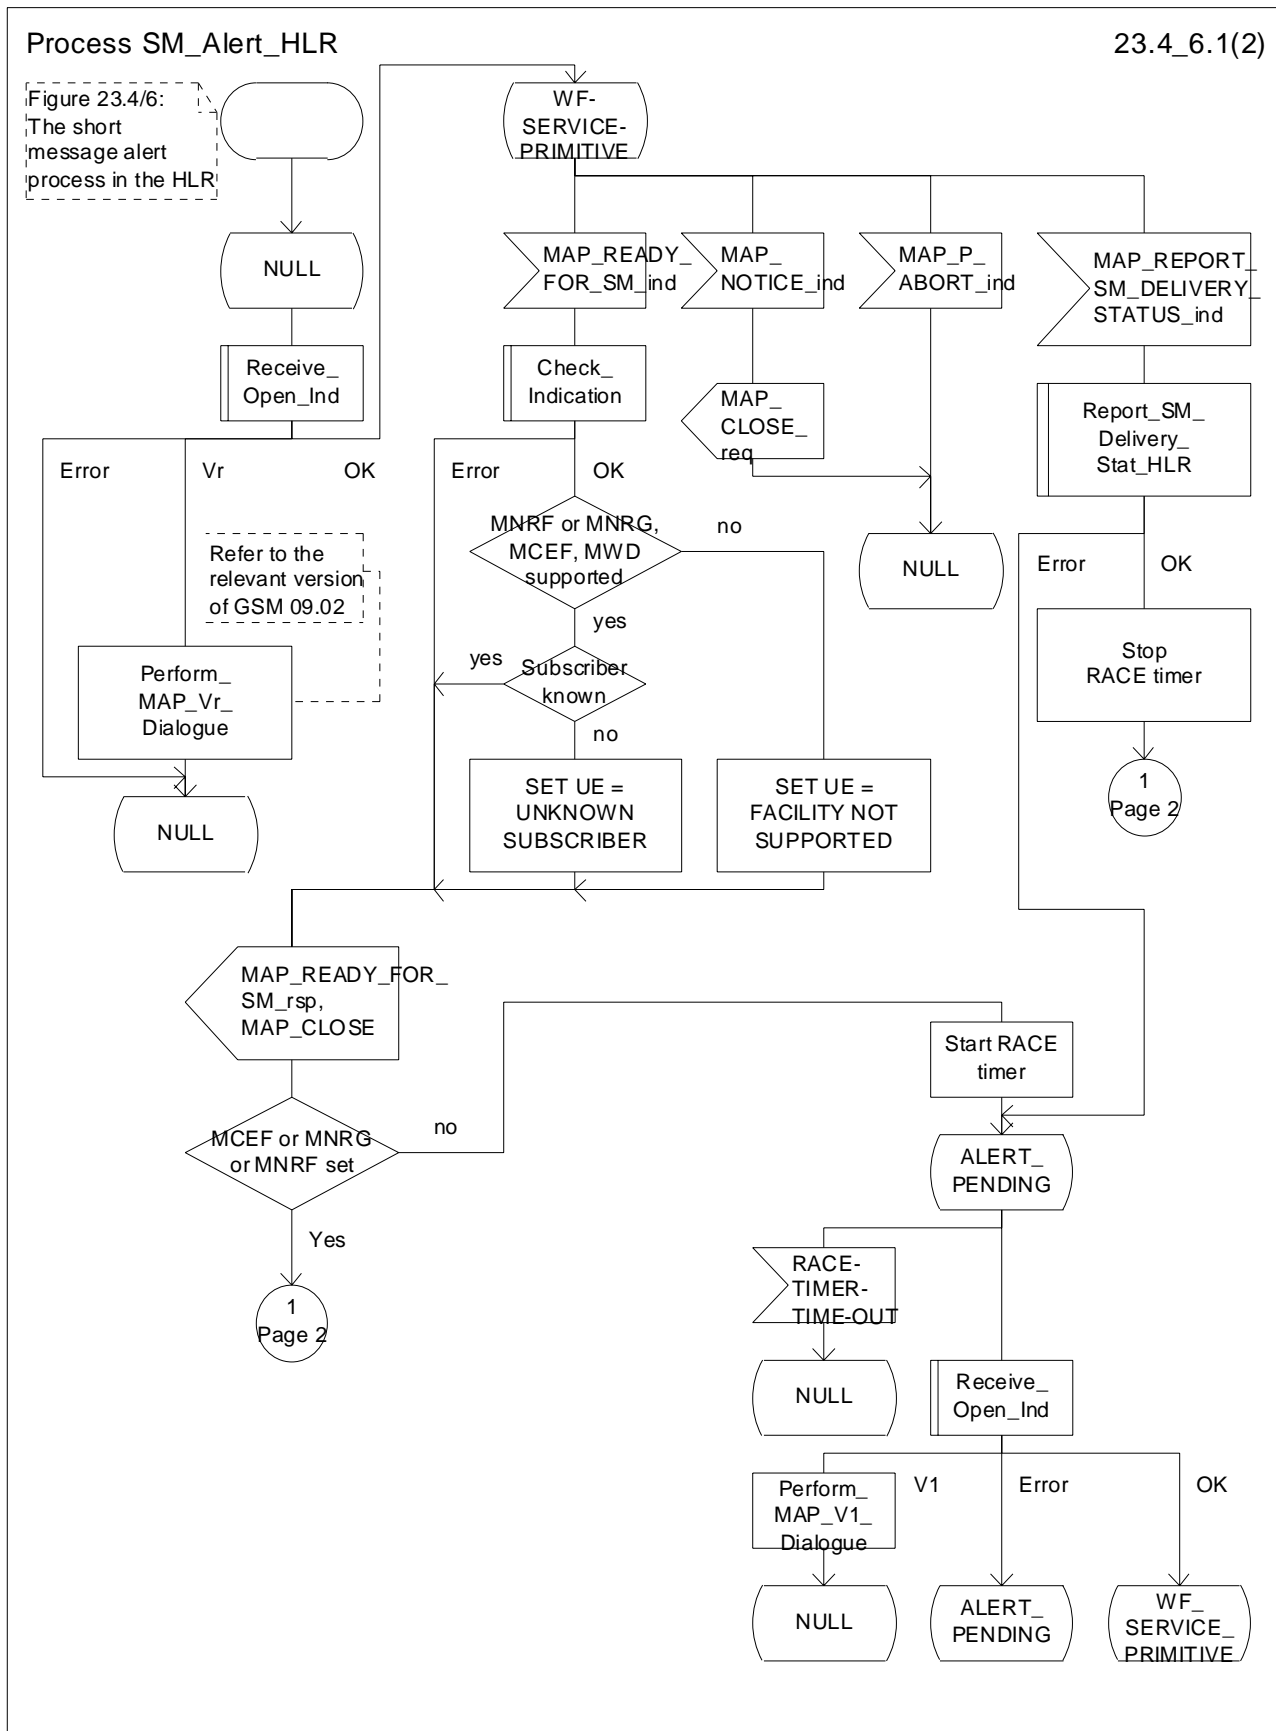 Process SM_Alert_HLR
23.4_6.1(2)
Figure 23.4/6:
The short
message alert
process in the HLR
WF-
SERVICE-
PRIMITIVE
NULL
MAP_READY_
FOR_SM_ind
MAP_
NOTICE_ind
MAP_P_
ABORT_ind
MAP_REPORT_
SM_DELIVERY_
STATUS_ind
Receive_
Open_Ind
Check_
Indication
MAP_
CLOSE_
req
Report_SM_
Delivery_
Stat_HLR
Error
Vr
OK
Error
OK
MNRF or MNRG,
MCEF, MWD
supported
no
NULL
Error
OK
Refer to the
relevant version
of GSM 09.02
yes
Stop
RACE timer
Perform_
MAP_Vr_
Dialogue
yes
Subscriber
known
no
NULL
SET UE =
UNKNOWN
SUBSCRIBER
SET UE =
FACILITY NOT
SUPPORTED
1
Page 2
MAP_READY_FOR_
SM_rsp,
MAP_CLOSE
Start RACE
timer
MCEF or MNRG
or MNRF set
no
ALERT_
PENDING
Yes
1
Page 2
RACE-
TIMER-
TIME-OUT
NULL
Receive_
Open_Ind
Perform_
MAP_V1_
Dialogue
V1
Error
OK
NULL
ALERT_
PENDING
WF_
SERVICE_
PRIMITIVE